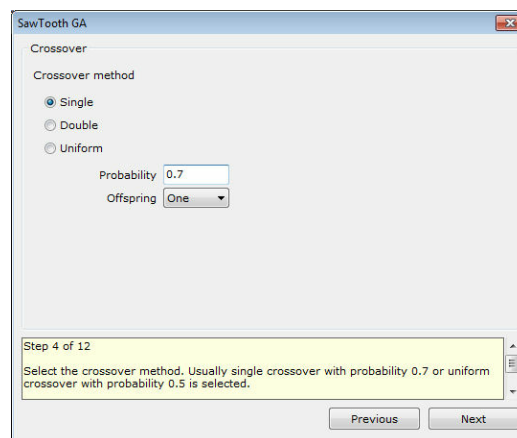 SawTooth GA
Crossover
Crossover method
Single
Double
Uniform
Probability 0.7
Offspring One
Step 4 of 12
Select the crossover method. Usually single crossover with probability 0.7 or uniform
crossover with probability 0.5 is selected.
Previous Next